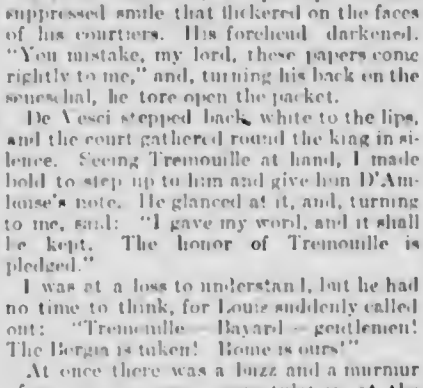 suppressed smile that flickered on the faces
of his courtiers. His forehead darkened.
"You mistake, my lord, these papers come
rightly to me," and, turning his back on the
seneschal, he tore open the packet.
De Vesci stepped back, white to the lips,
and the court gathered round the king in si-
lence. Seeing Tremouille at hand, I made
bold to step up to him and give him D'Am-
boise's note. He glanced at it, and, turning
to me, said: "I gave my word, and it shall
be kept. The honor of Tremouille is
pledged."
I was at a loss to understand, but he had
no time to think, for Louis suddenly called
out: "Tremouille – Bayard – gentlemen!
The Borgia is taken! Rome is ours!"
At once there was a buzz and a murmur